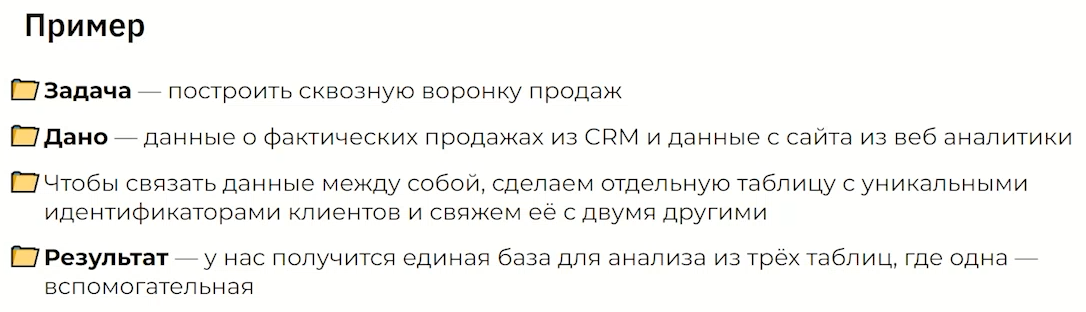 Пример
Задача — построить сквозную воронку продаж
Дано — данные о фактических продажах из CRM и данные с сайта из веб аналитики
Чтобы связать данные между собой, сделаем отдельную таблицу с уникальными
идентификаторами клиентов и свяжем её с двумя другими
Результат — у нас получится единая база для анализа из трёх таблиц, где одна —
вспомогательная